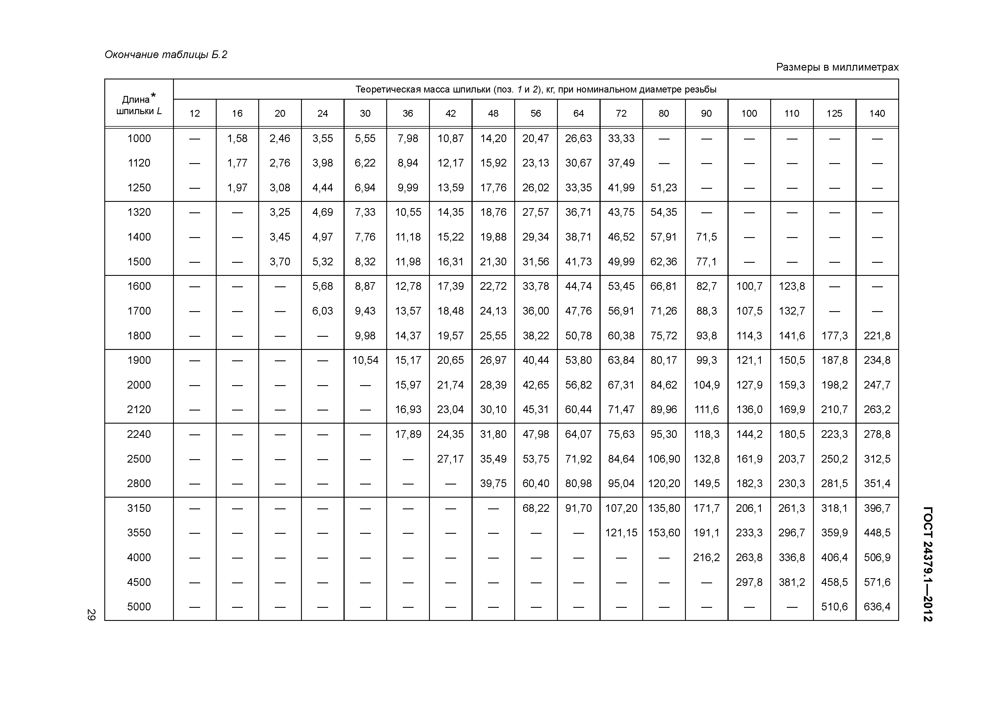 Окончание таблицы Б.2
Размеры в миллиметрах
Длина* шпильки L
Теоретическая масса шпильки (поз. 1 и 2), кг, при номинальном диаметре резьбы
12 16 20 24 30 36 42 48 56 64 72 80 90 100 110 125 140
1000 — 1,58 2,46 3,55 5,55 7,98 10,87 14,20 20,47 26,63 33,33 — — — — — —
1120 — 1,77 2,76 3,98 6,22 8,94 12,17 15,92 23,13 30,67 37,49 — — — — — —
1250 — 1,97 3,08 4,44 6,94 9,99 13,59 17,76 26,02 33,35 41,99 51,23 — — — — —
1320 — — 3,25 4,69 7,33 10,55 14,35 18,76 27,57 36,71 43,75 54,35 — — — — —
1400 — — 3,45 4,97 7,76 11,18 15,22 19,88 29,34 38,71 46,52 57,91 71,5 — — — —
1500 — — 3,70 5,32 8,32 11,98 16,31 21,30 31,56 41,73 49,99 62,36 77,1 — — — —
1600 — — — 5,68 8,87 12,78 17,39 22,72 33,78 44,74 53,45 66,81 82,7 100,7 123,8 — —
1700 — — — 6,03 9,43 13,57 18,48 24,13 36,00 47,76 56,91 71,26 88,3 107,5 132,7 — —
1800 — — — — 9,98 14,37 19,57 25,55 38,22 50,78 60,38 75,72 93,8 114,3 141,6 177,3 221,8
1900 — — — — 10,54 15,17 20,65 26,97 40,44 53,80 63,84 80,17 99,3 121,1 150,5 187,8 234,8
2000 — — — — — 15,97 21,74 28,39 42,65 56,82 67,31 84,62 104,9 127,9 159,3 198,2 247,7
2120 — — — — — 16,93 23,04 30,10 45,31 60,44 71,47 89,96 111,6 136,0 169,9 210,7 263,2
2240 — — — — — 17,89 24,35 31,80 47,98 64,07 75,63 95,30 118,3 144,2 180,5 223,3 278,8
2500 — — — — — — 27,17 35,49 53,75 71,92 84,64 106,90 132,8 161,9 203,7 250,2 312,5
2800 — — — — — — — 39,75 60,40 80,98 95,04 120,20 149,5 182,3 230,3 281,5 351,4
3150 — — — — — — — — 68,22 91,70 107,20 135,80 171,7 206,1 261,3 318,1 396,7
3550 — — — — — — — — — — 121,15 153,60 191,1 233,3 296,7 359,9 448,5
4000 — — — — — — — — — — — — 216,2 263,8 336,8 406,4 506,9
4500 — — — — — — — — — — — — — 297,8 381,2 458,5 571,6
5000 — — — — — — — — — — — — — — — 510,6 636,4
ГОСТ 24379.1—2012
29